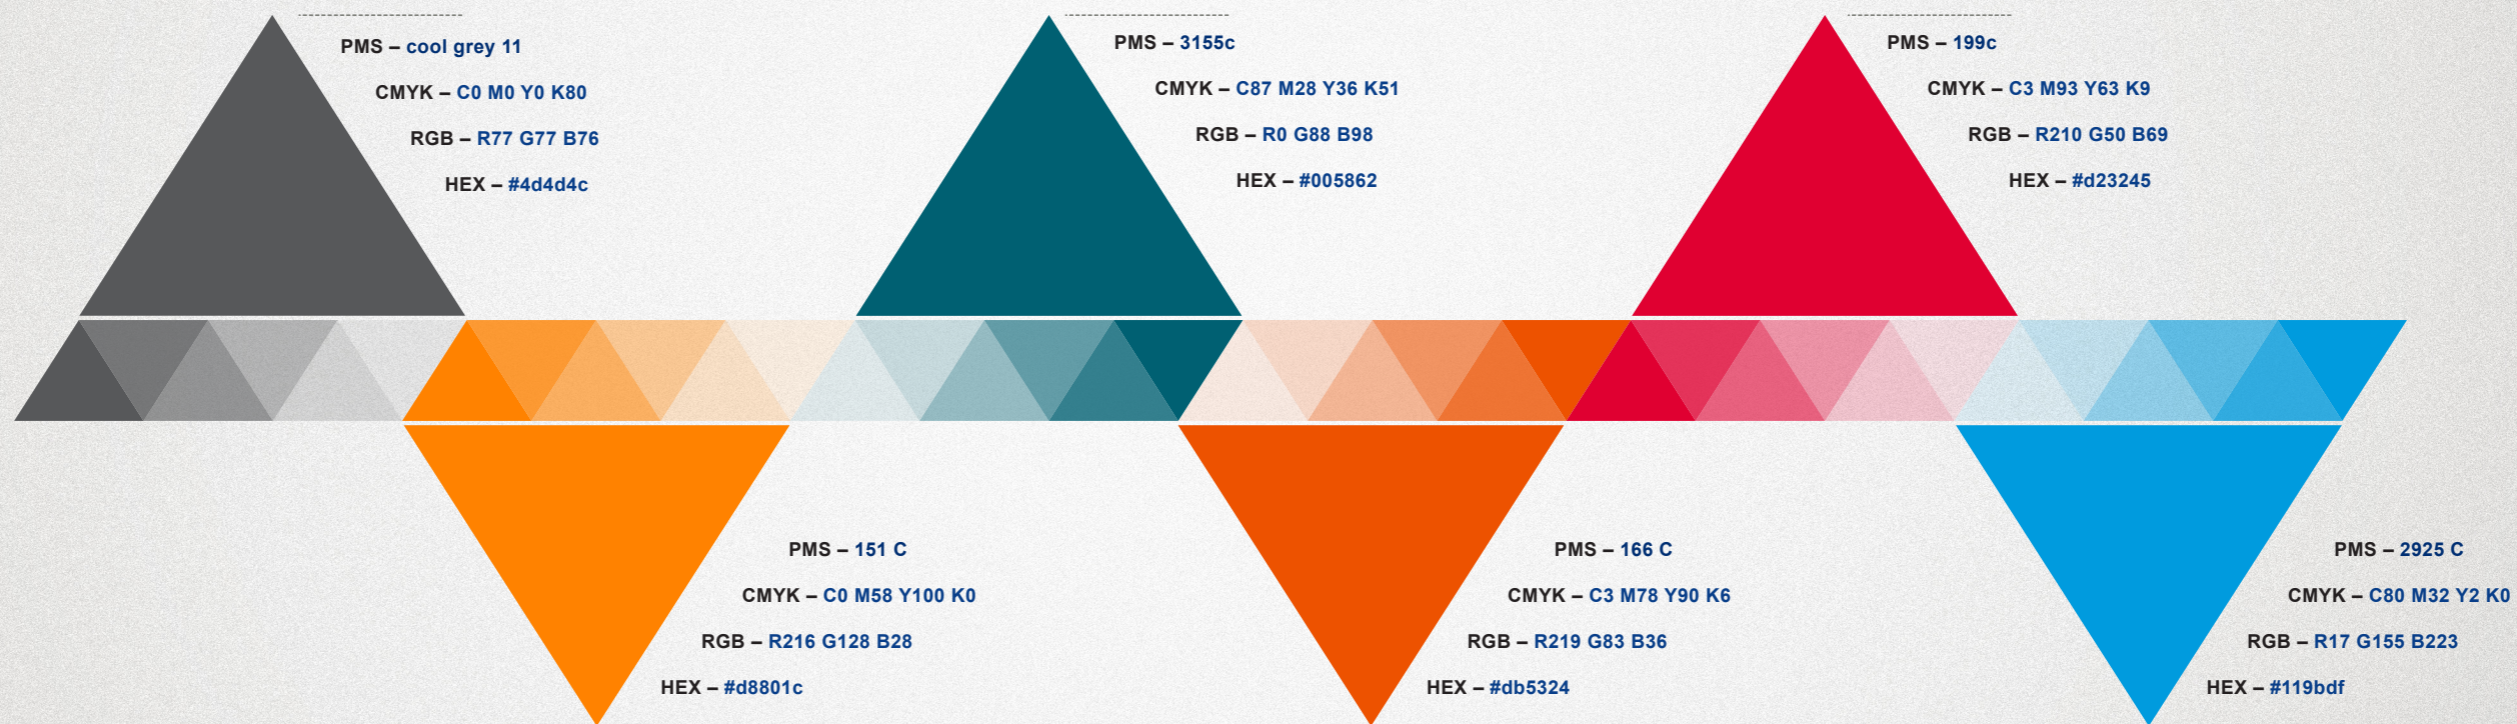 PMS – cool grey 11
CMYK – C0 M0 Y0 K80
RGB – R77 G77 B76
HEX – #4d4d4c
PMS – 3155c
CMYK – C87 M28 Y36 K51
RGB – R0 G88 B98
HEX – #005862
PMS – 199c
CMYK – C3 M93 Y63 K9
RGB – R210 G50 B69
HEX – #d23245
PMS – 151 C
CMYK – C0 M58 Y100 K0
RGB – R216 G128 B28
HEX – #d8801c
PMS – 166 C
CMYK – C3 M78 Y90 K6
RGB – R219 G83 B36
HEX – #db5324
PMS – 2925 C
CMYK – C80 M32 Y2 K0
RGB – R17 G155 B223
HEX – #119bdf